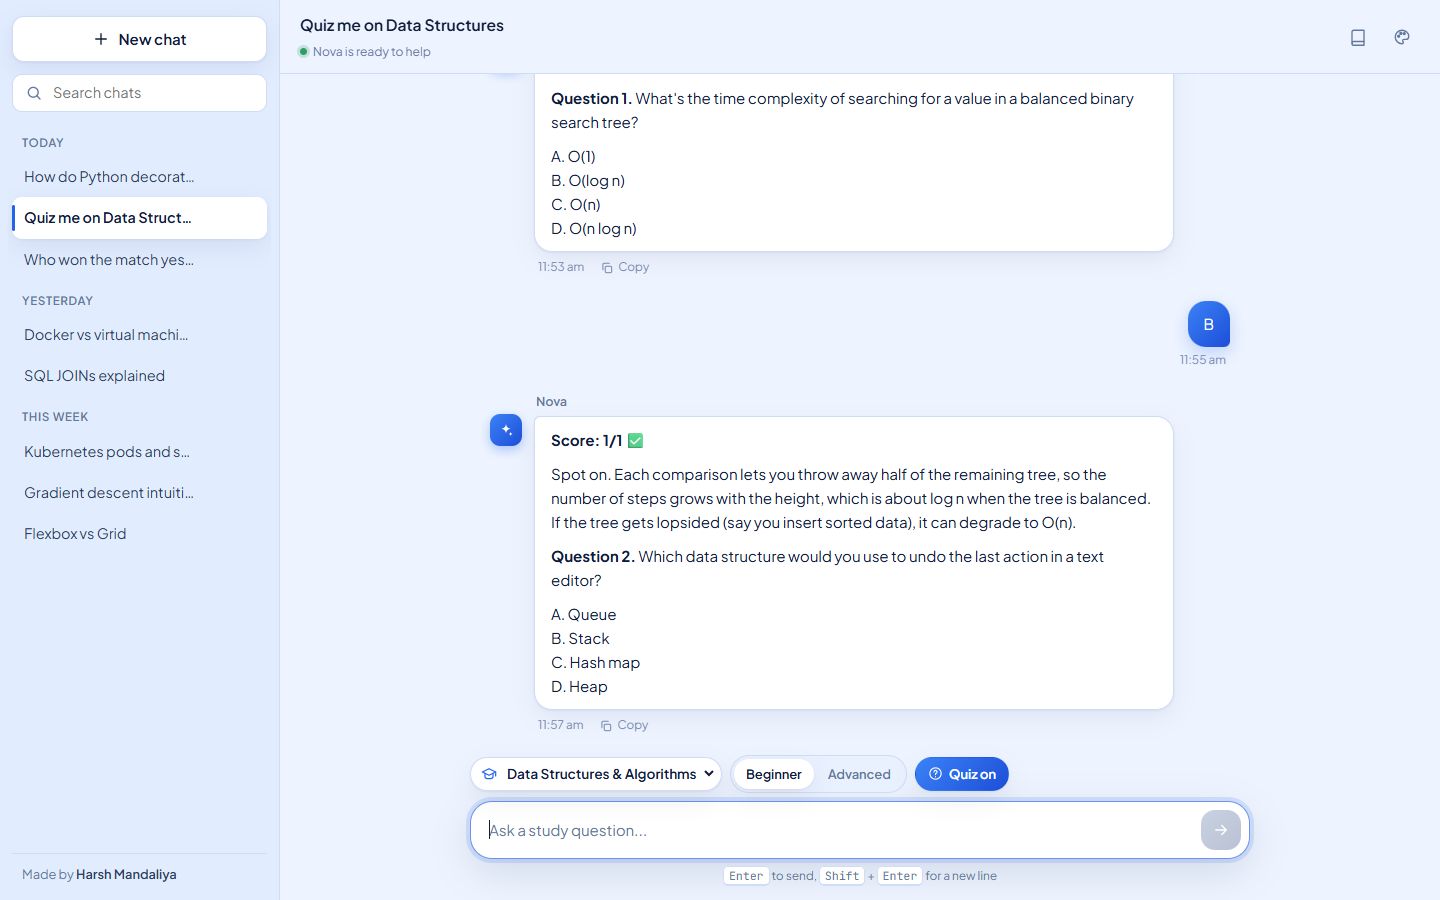 New chat
Search chats
TODAY
How do Python decorat...
Quiz me on Data Struct...
Who won the match yes...
YESTERDAY
Docker vs virtual machi...
SQL JOINs explained
THIS WEEK
Kubernetes pods and s...
Gradient descent intuiti...
Flexbox vs Grid
Made by Harsh Mandaliya
Quiz me on Data Structures
Nova is ready to help
Question 1. What's the time complexity of searching for a value in a balanced binary
search tree?
A. O(1)
B. O(log n)
C. O(n)
D. O(n log n)
11:53 am Copy
B
11:55 am
Nova
Score: 1/1 ✅
Spot on. Each comparison lets you throw away half of the remaining tree, so the
number of steps grows with the height, which is about log n when the tree is balanced.
If the tree gets lopsided (say you insert sorted data), it can degrade to O(n).
Question 2. Which data structure would you use to undo the last action in a text
editor?
A. Queue
B. Stack
C. Hash map
D. Heap
11:57 am Copy
Data Structures & Algorithms Beginner Advanced Quiz on
Ask a study question...
Enter to send, Shift + Enter for a new line